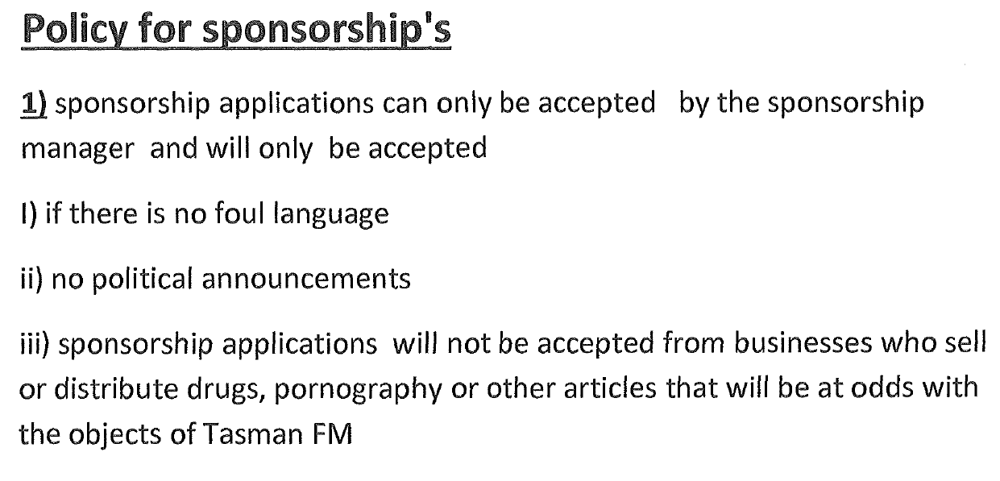 Policy for sponsorship's
1) sponsorship applications can only be accepted   by the sponsorship
manager  and will only  be accepted
I) if there is no foul language
ii) no political announcements
iii) sponsorship applications  will not be accepted from businesses who sell
or distribute drugs, pornography or other articles that will be at odds with
the objects of Tasman FM